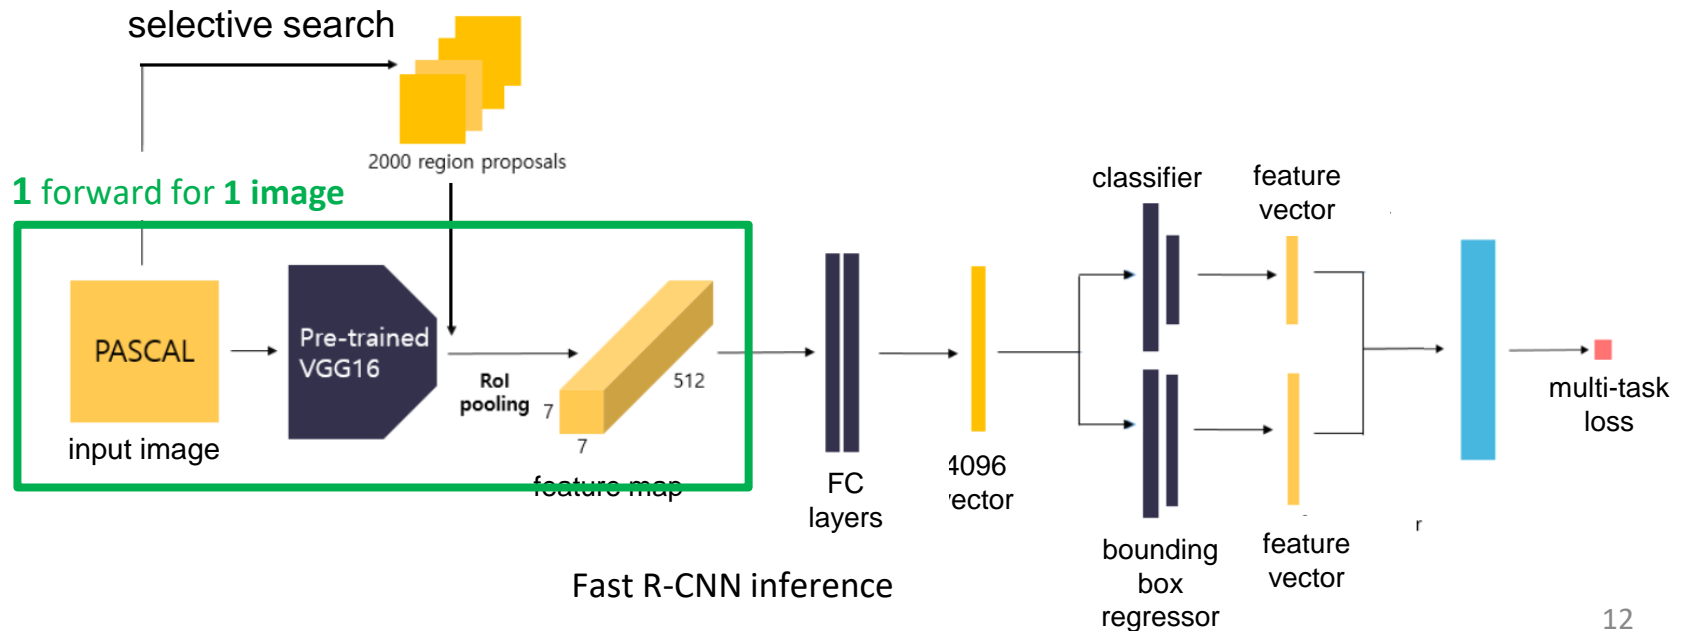 selective search
2000 region proposals
1 forward for 1 image
PASCAL
input image
Pre-trained
VGG16
RoI
pooling
7
7
512
feature map
FC
layers
4096
vector
classifier
feature
vector
bounding
box
regressor
feature
vector
r
multi-task
loss
Fast R-CNN inference
12